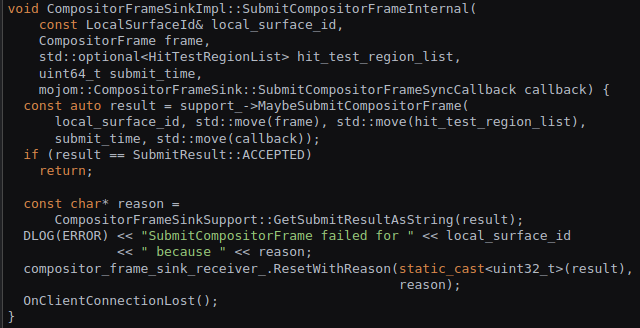 void CompositorFrameSinkImpl::SubmitCompositorFrameInternal(
    const LocalSurfaceId& local_surface_id,
    CompositorFrame frame,
    std::optional<HitTestRegionList> hit_test_region_list,
    uint64_t submit_time,
    mojom::CompositorFrameSink::SubmitCompositorFrameSyncCallback callback) {
  const auto result = support_->MaybeSubmitCompositorFrame(
      local_surface_id, std::move(frame), std::move(hit_test_region_list),
      submit_time, std::move(callback));
  if (result == SubmitResult::ACCEPTED)
    return;

  const char* reason =
      CompositorFrameSinkSupport::GetSubmitResultAsString(result);
  DLOG(ERROR) << "SubmitCompositorFrame failed for " << local_surface_id
              << " because " << reason;
  compositor_frame_sink_receiver_.ResetWithReason(static_cast<uint32_t>(result),
                                                  reason);
  OnClientConnectionLost();
}